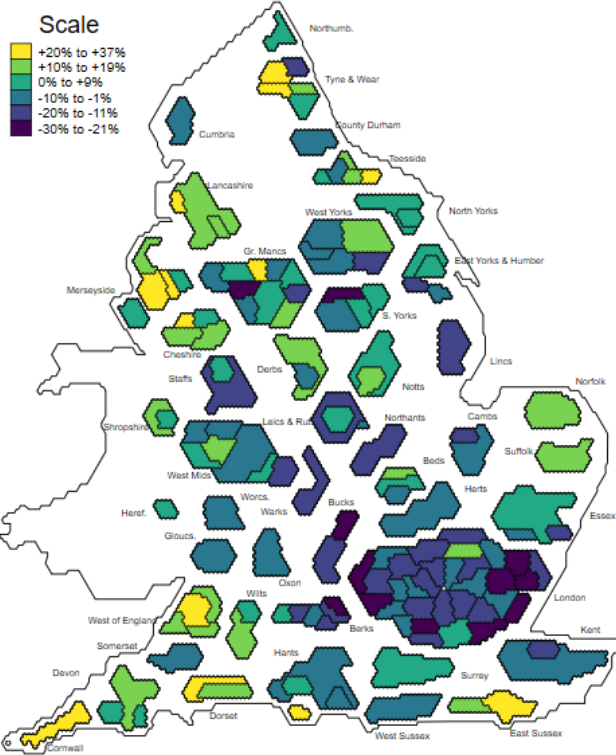 Scale
+20% to +37%
+10% to +19%
0% to +9%
-10% to -1%
-20% to -11%
-30% to -21%
Northumb.
Tyne & Wear
Cumbria
County Durham
Teesside
Lancashire
West Yorks
North Yorks
Gr. Mancs
East Yorks & Humber
Merseyside
S. Yorks
Cheshire
Lincs
Staffs
Derbs
Notts
Norfolk
Shropshire
Leics & Rut
Northants
Cambs
Suffolk
West Mids
Beds
Herts
Worcs.
Warks
Bucks
Heref.
Essex
Gloucs.
Oxon
Wilts
London
West of England
Berks
Kent
Somerset
Hants
Devon
Surrey
Dorset
West Sussex
East Sussex
Cornwall